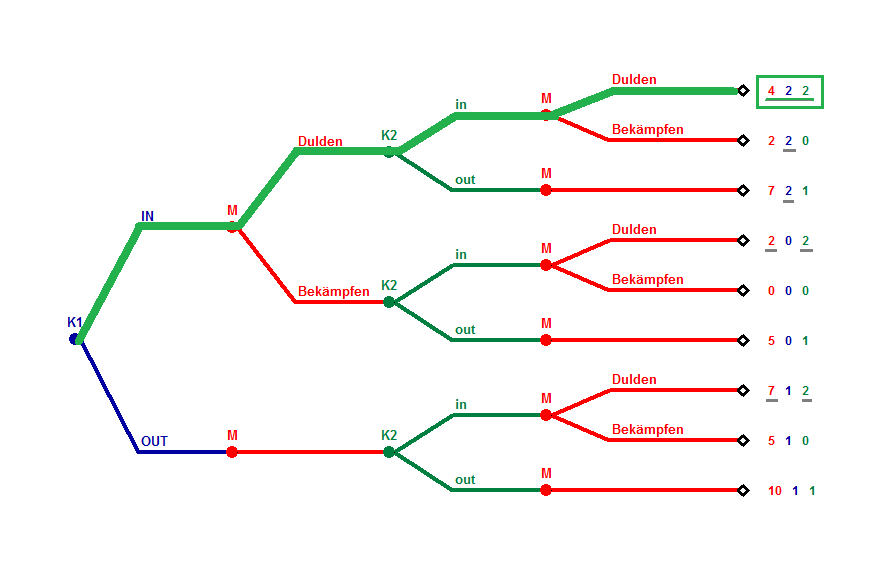 Dulden
M
4 2 2
in
Bekämpfen
K2
Dulden
2 2 0
out
M
7 2 1
IN
M
Dulden
in
M
2 0 2
Bekämpfen
K2
Bekämpfen
0 0 0
K1
out
M
5 0 1
Dulden
in
M
7 1 2
OUT
M
K2
Bekämpfen
5 1 0
out
M
10 1 1